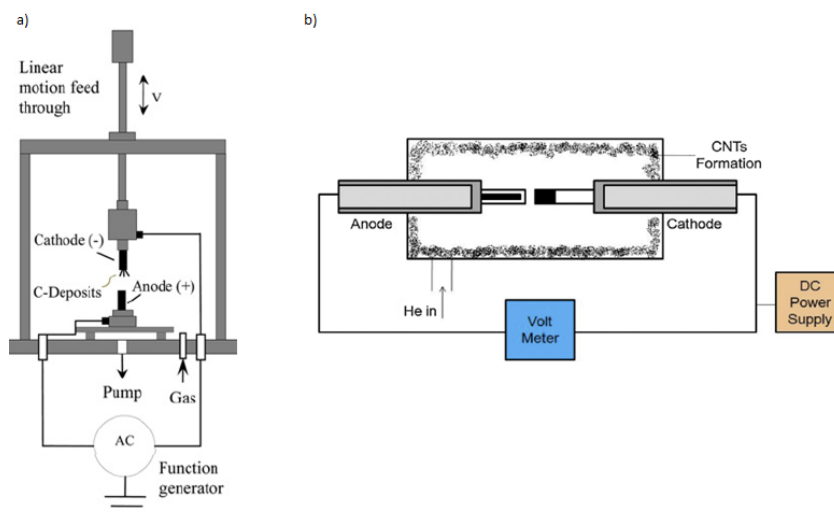 a)
Linear
motion feed
through
V
Cathode (-)
C-Deposits
Anode (+)
Pump
Gas
AC
Function
generator
b)
CNTs
Formation
Anode
Cathode
He in
Volt
Meter
DC
Power
Supply